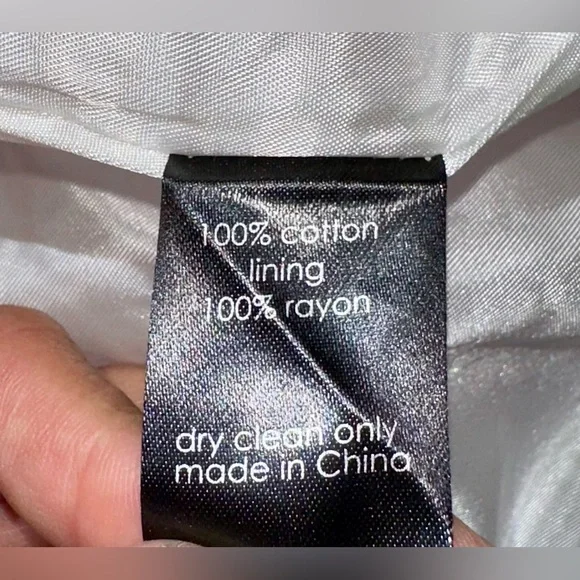 100% cotton
lining
100% rayon
dry clean only
made in China